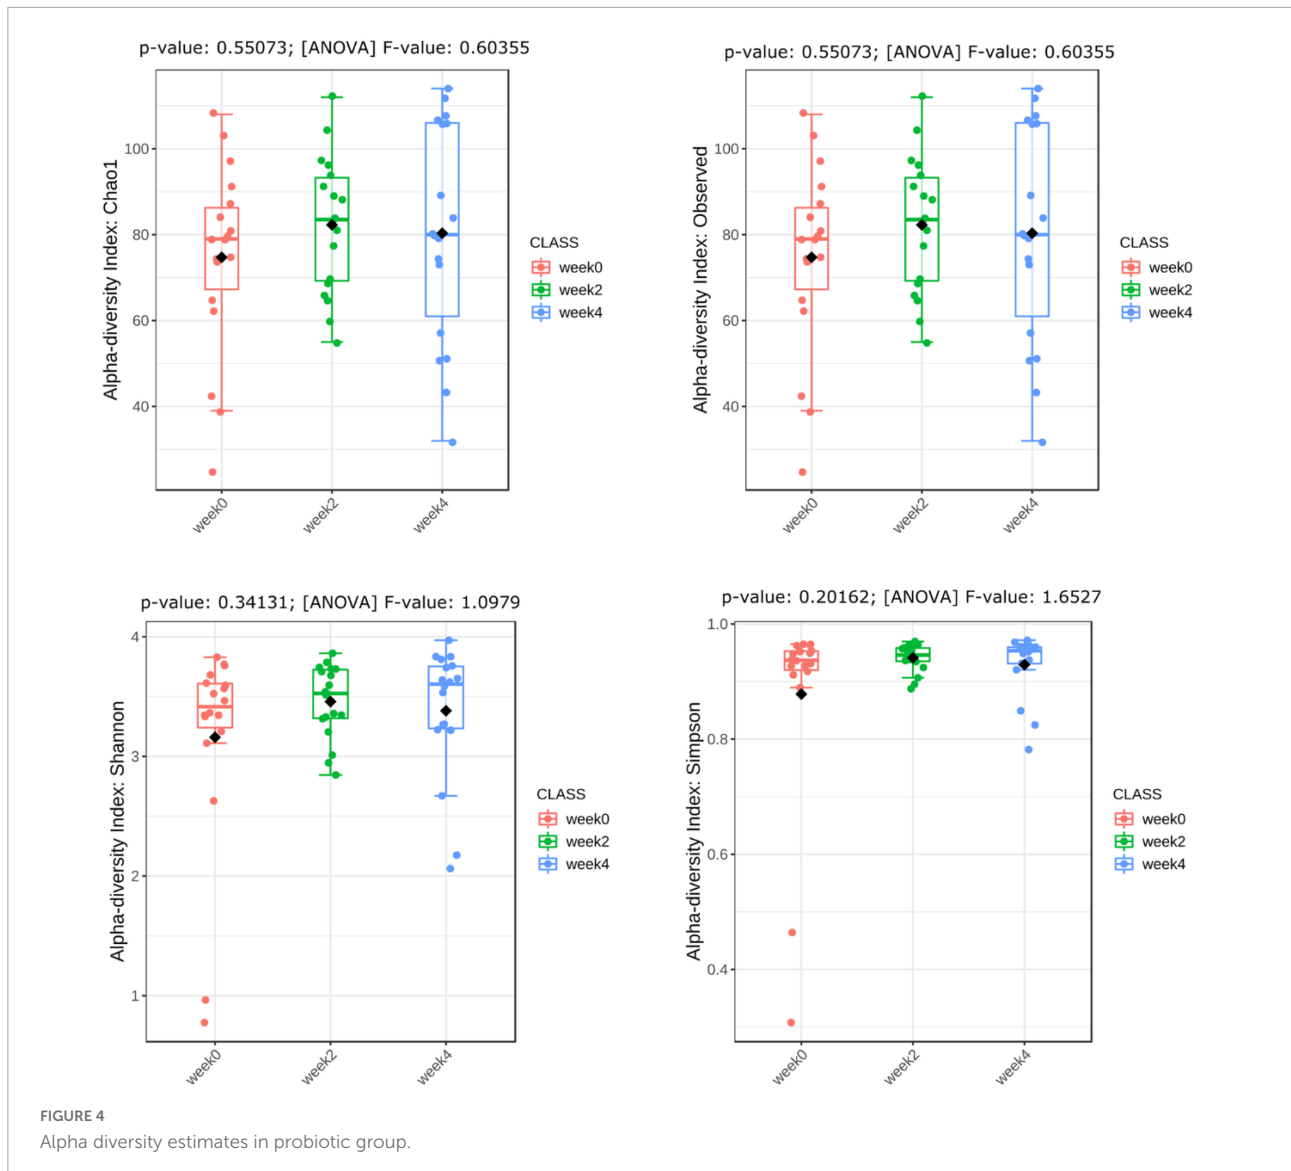 p-value: 0.55073; [ANOVA] F-value: 0.60355
Alpha-diversity Index: Chao1
100
80
60
40
week0
week2
week4
CLASS
week0
week2
week4
p-value: 0.55073; [ANOVA] F-value: 0.60355
Alpha-diversity Index: Observed
100
80
60
40
week0
week2
week4
CLASS
week0
week2
week4
p-value: 0.34131; [ANOVA] F-value: 1.0979
Alpha-diversity Index: Shannon
4
3
2
1
week0
week2
week4
CLASS
week0
week2
week4
p-value: 0.20162; [ANOVA] F-value: 1.6527
Alpha-diversity Index: Simpson
1.0
0.8
0.6
0.4
week0
week2
week4
CLASS
week0
week2
week4
FIGURE 4
Alpha diversity estimates in probiotic group.